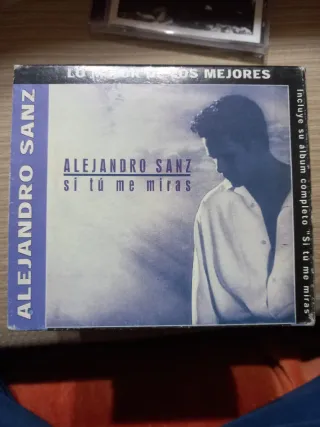 LO MEJOR DE LOS MEJORES
ALEJANDRO SANZ
ALEJANDRO SANZ
si tú me miras
Incluye su álbum completo "Si tú me miras"